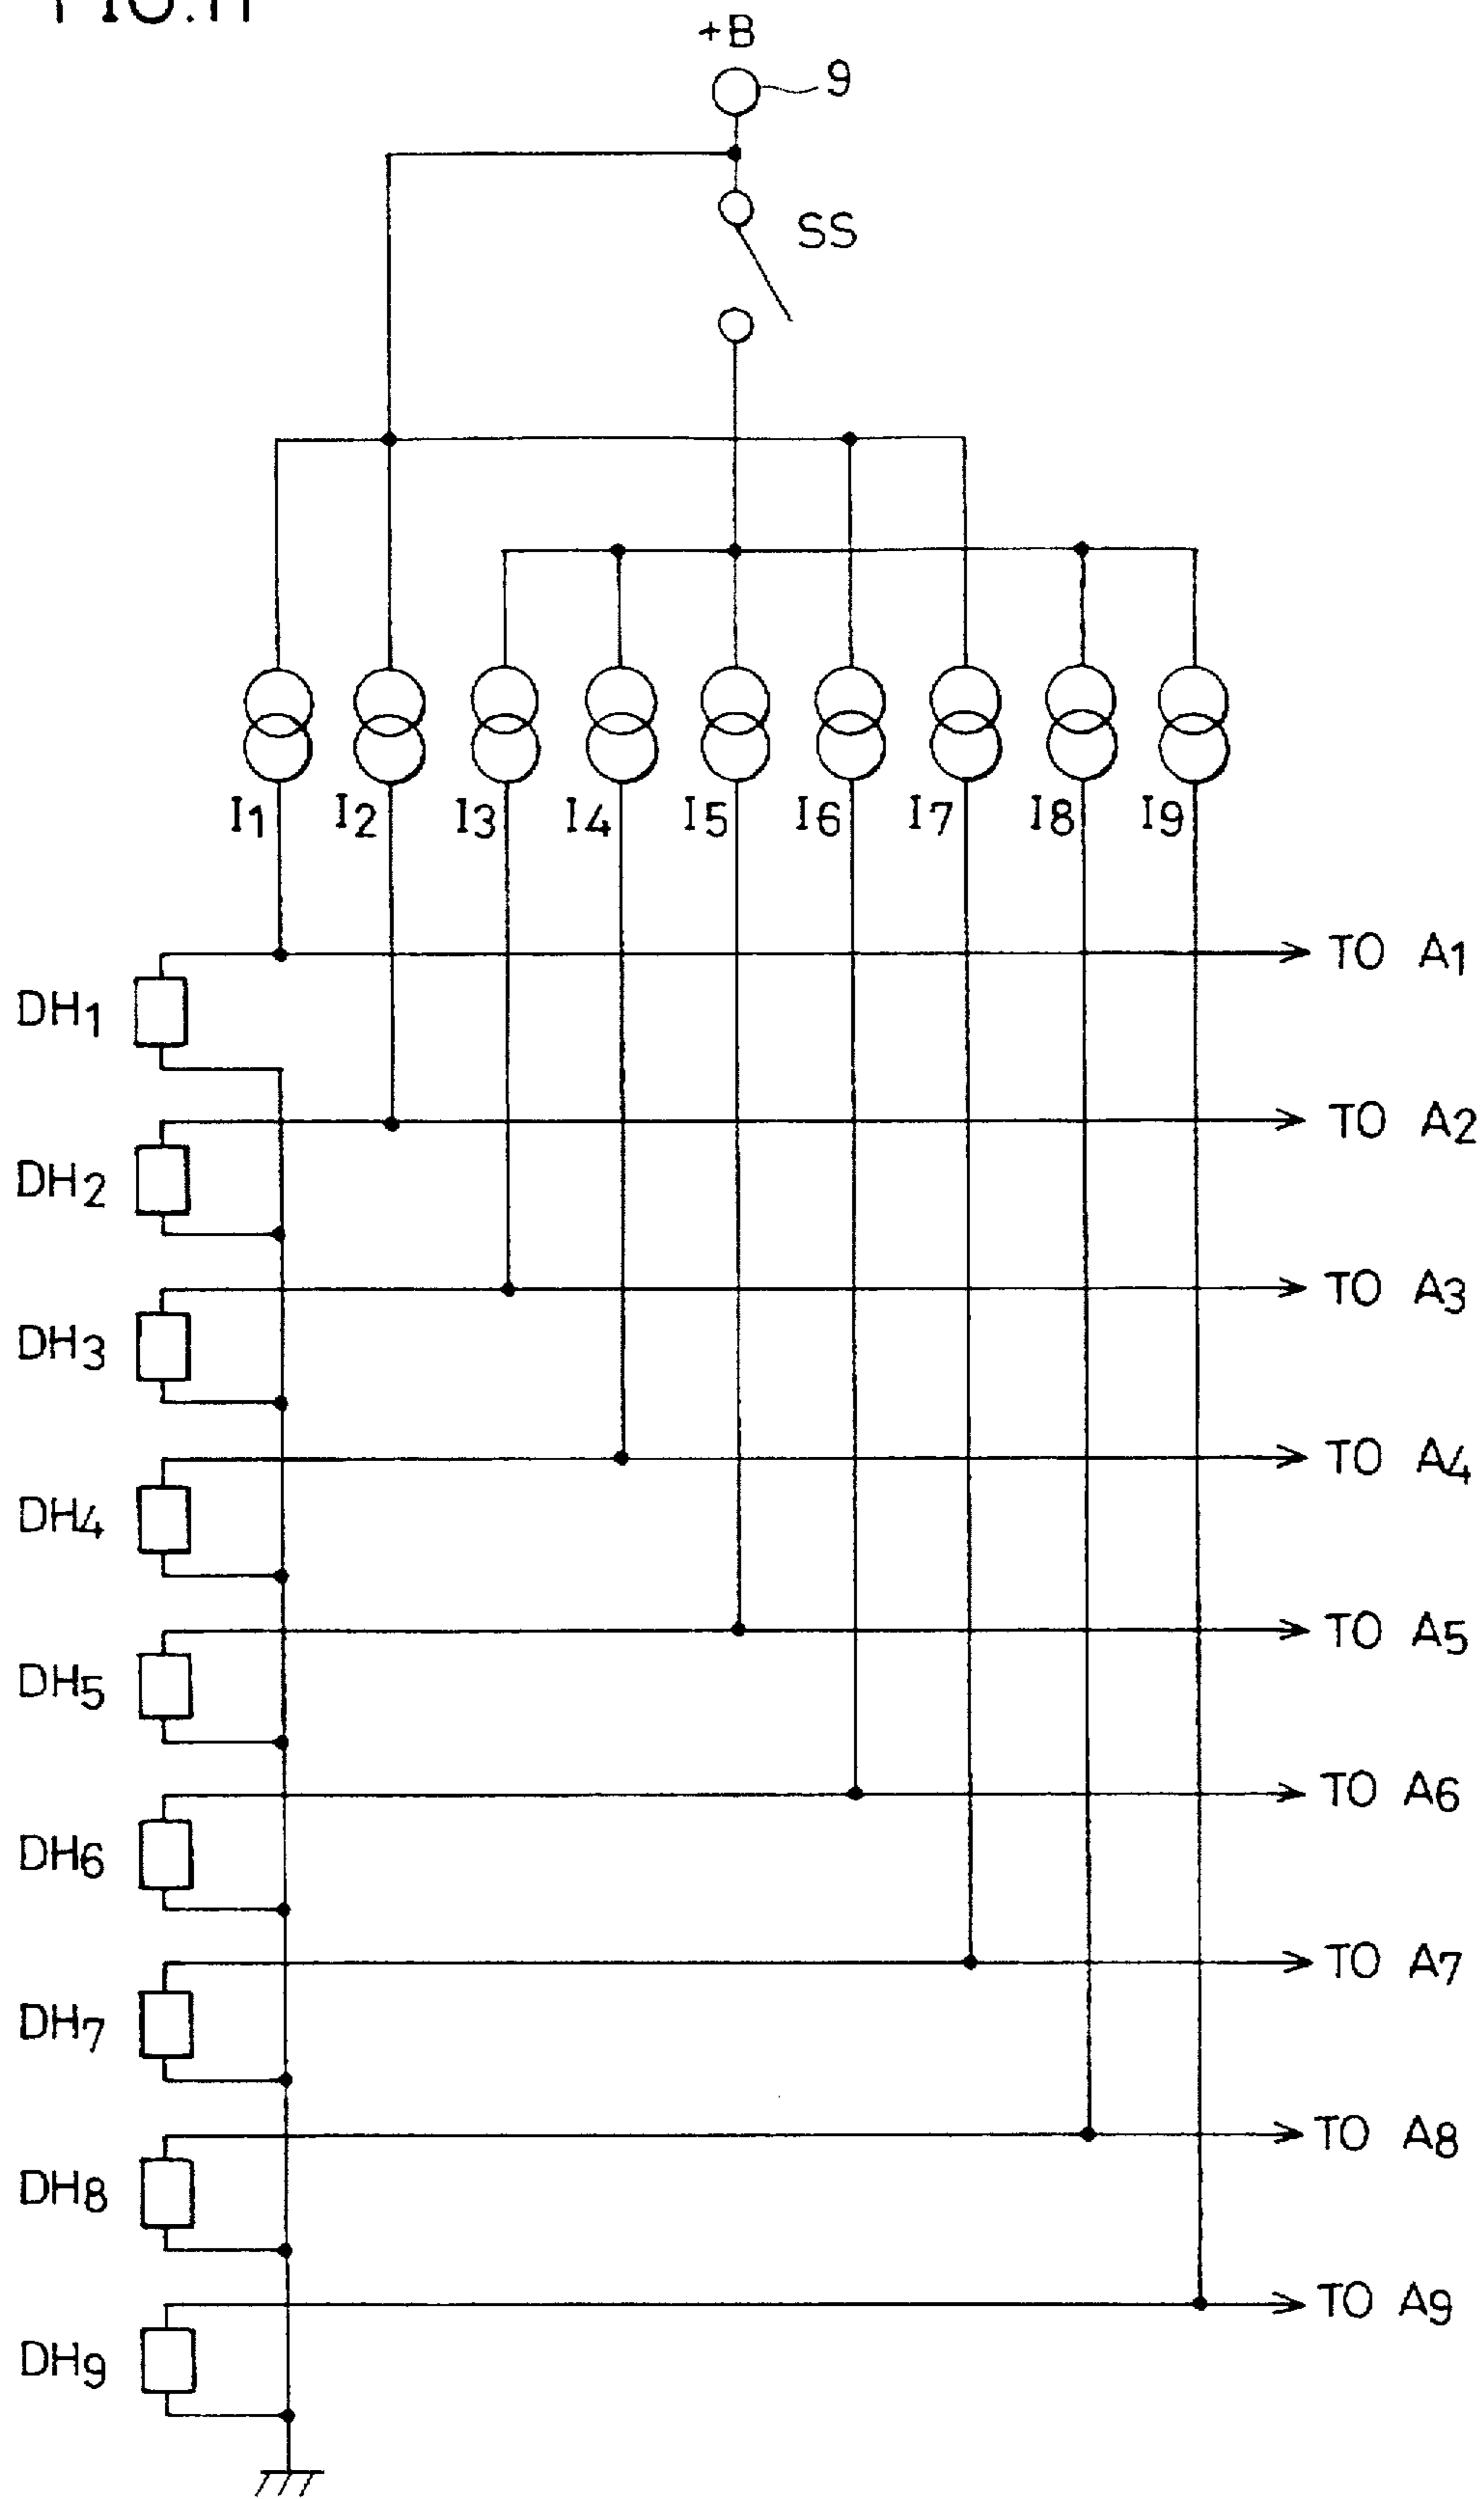 FIG.11
+B
9
SS
I1 I2 I3 I4 I5 I6 I7 I8 I9
TO A1
DH1
TO A2
DH2
TO A3
DH3
TO A4
DH4
TO A5
DH5
TO A6
DH6
TO A7
DH7
TO A8
DH8
TO A9
DH9